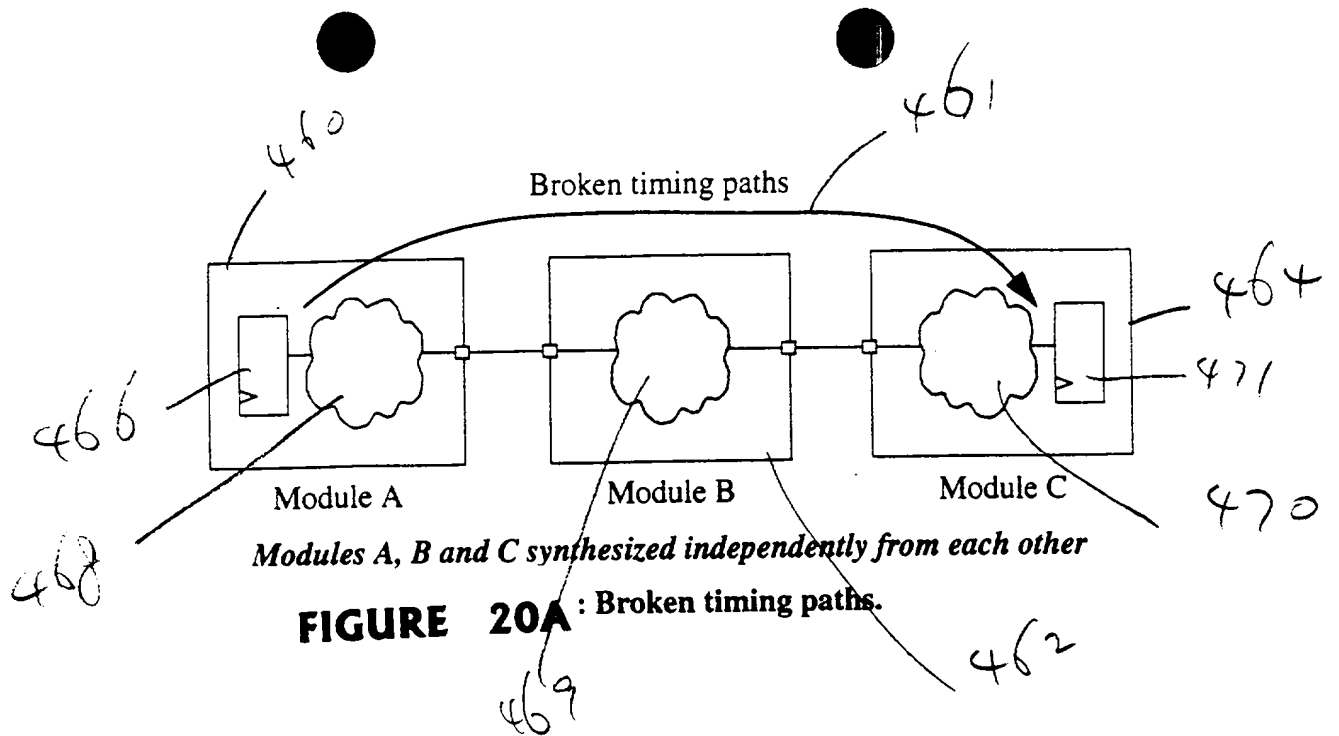 460
461
Broken timing paths
464
471
466
Module A
Module B
Module C
470
468
Modules A, B and C synthesized independently from each other
FIGURE 20A : Broken timing paths.
462
469